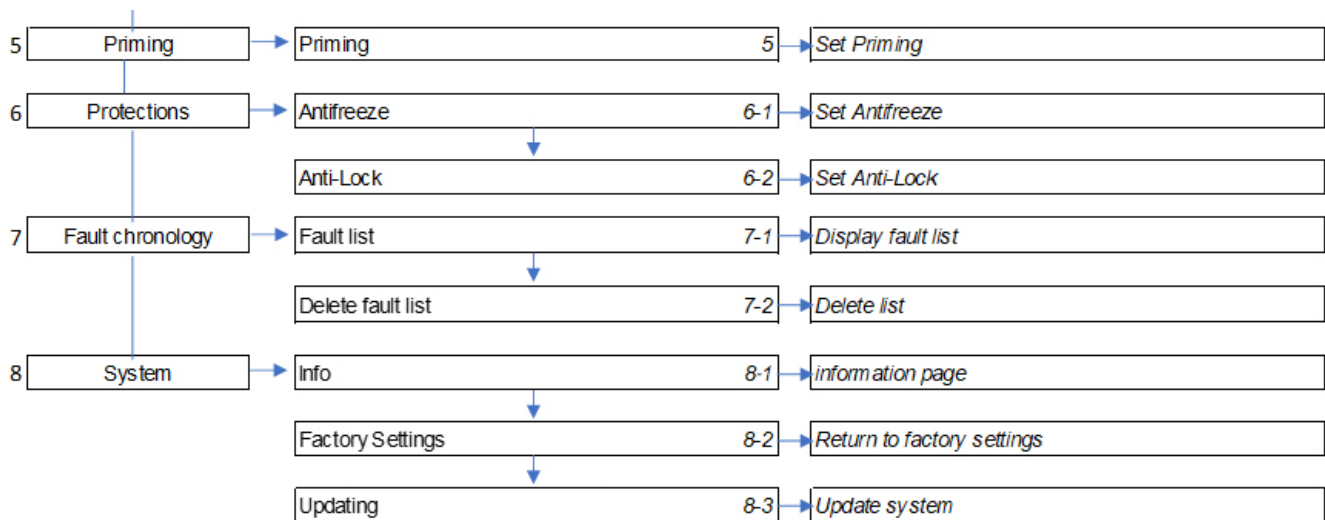 5 Priming Priming 5 Set Priming
6 Protections Antifreeze 6-1 Set Antifreeze
Anti-Lock 6-2 Set Anti-Lock
7 Fault chronology Fault list 7-1 Display fault list
Delete fault list 7-2 Delete list
8 System Info 8-1 information page
Factory Settings 8-2 Return to factory settings
Updating 8-3 Update system